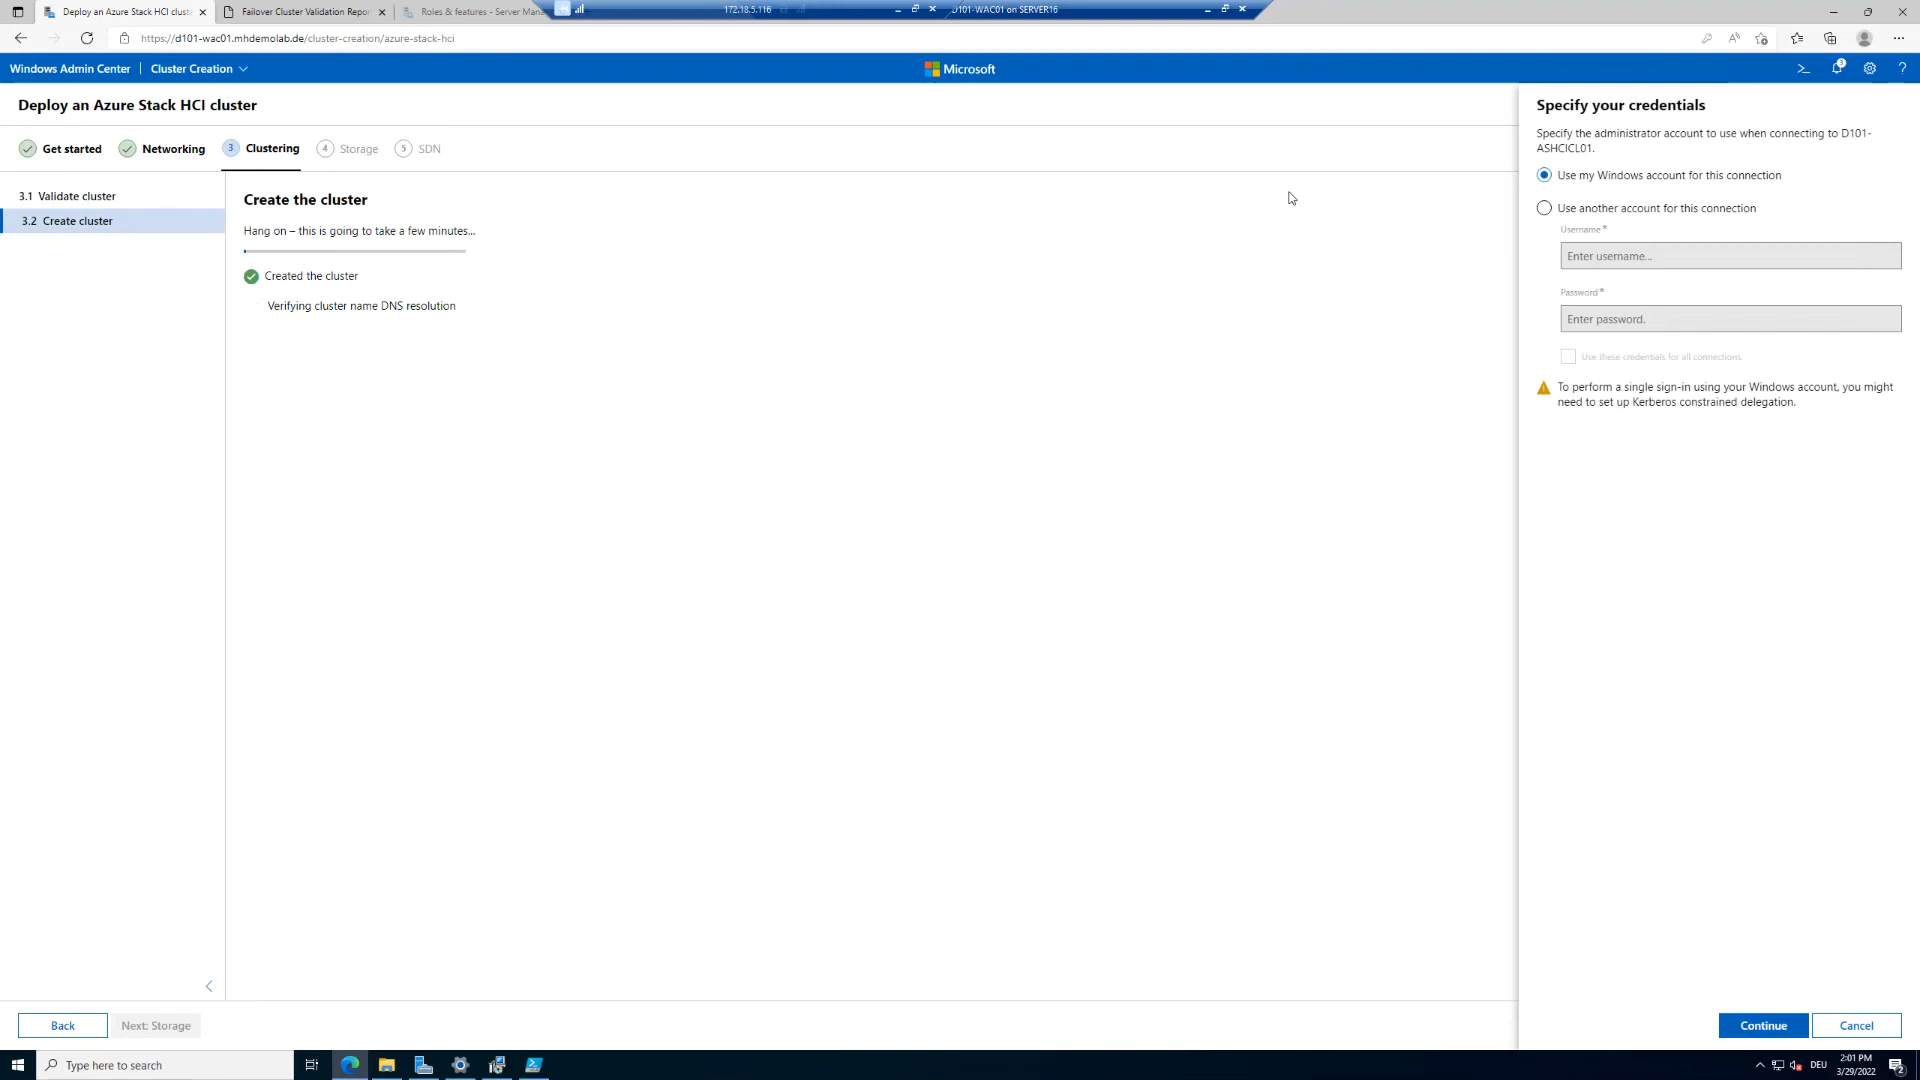 Deploy an Azure Stack HCI cluste
Failover Cluster Validation Repor
Roles & features - Server Mana
172.18.5.116
D101-WAC01 on SERVER16
https://d101-wac01.mhdemolab.de/cluster-creation/azure-stack-hci
Windows Admin Center
Cluster Creation
Microsoft
3
?
Deploy an Azure Stack HCI cluster
Get started
Networking
3 Clustering
4 Storage
5 SDN
3.1 Validate cluster
3.2 Create cluster
Create the cluster
Hang on – this is going to take a few minutes...
Created the cluster
Verifying cluster name DNS resolution
Specify your credentials
Specify the administrator account to use when connecting to D101-
ASHCICL01.
Use my Windows account for this connection
Use another account for this connection
Username*
Enter username...
Password*
Enter password.
Use these credentials for all connections.
To perform a single sign-in using your Windows account, you might
need to set up Kerberos constrained delegation.
Back
Next: Storage
Continue
Cancel
Type here to search
DEU
2:01 PM
3/29/2022
2